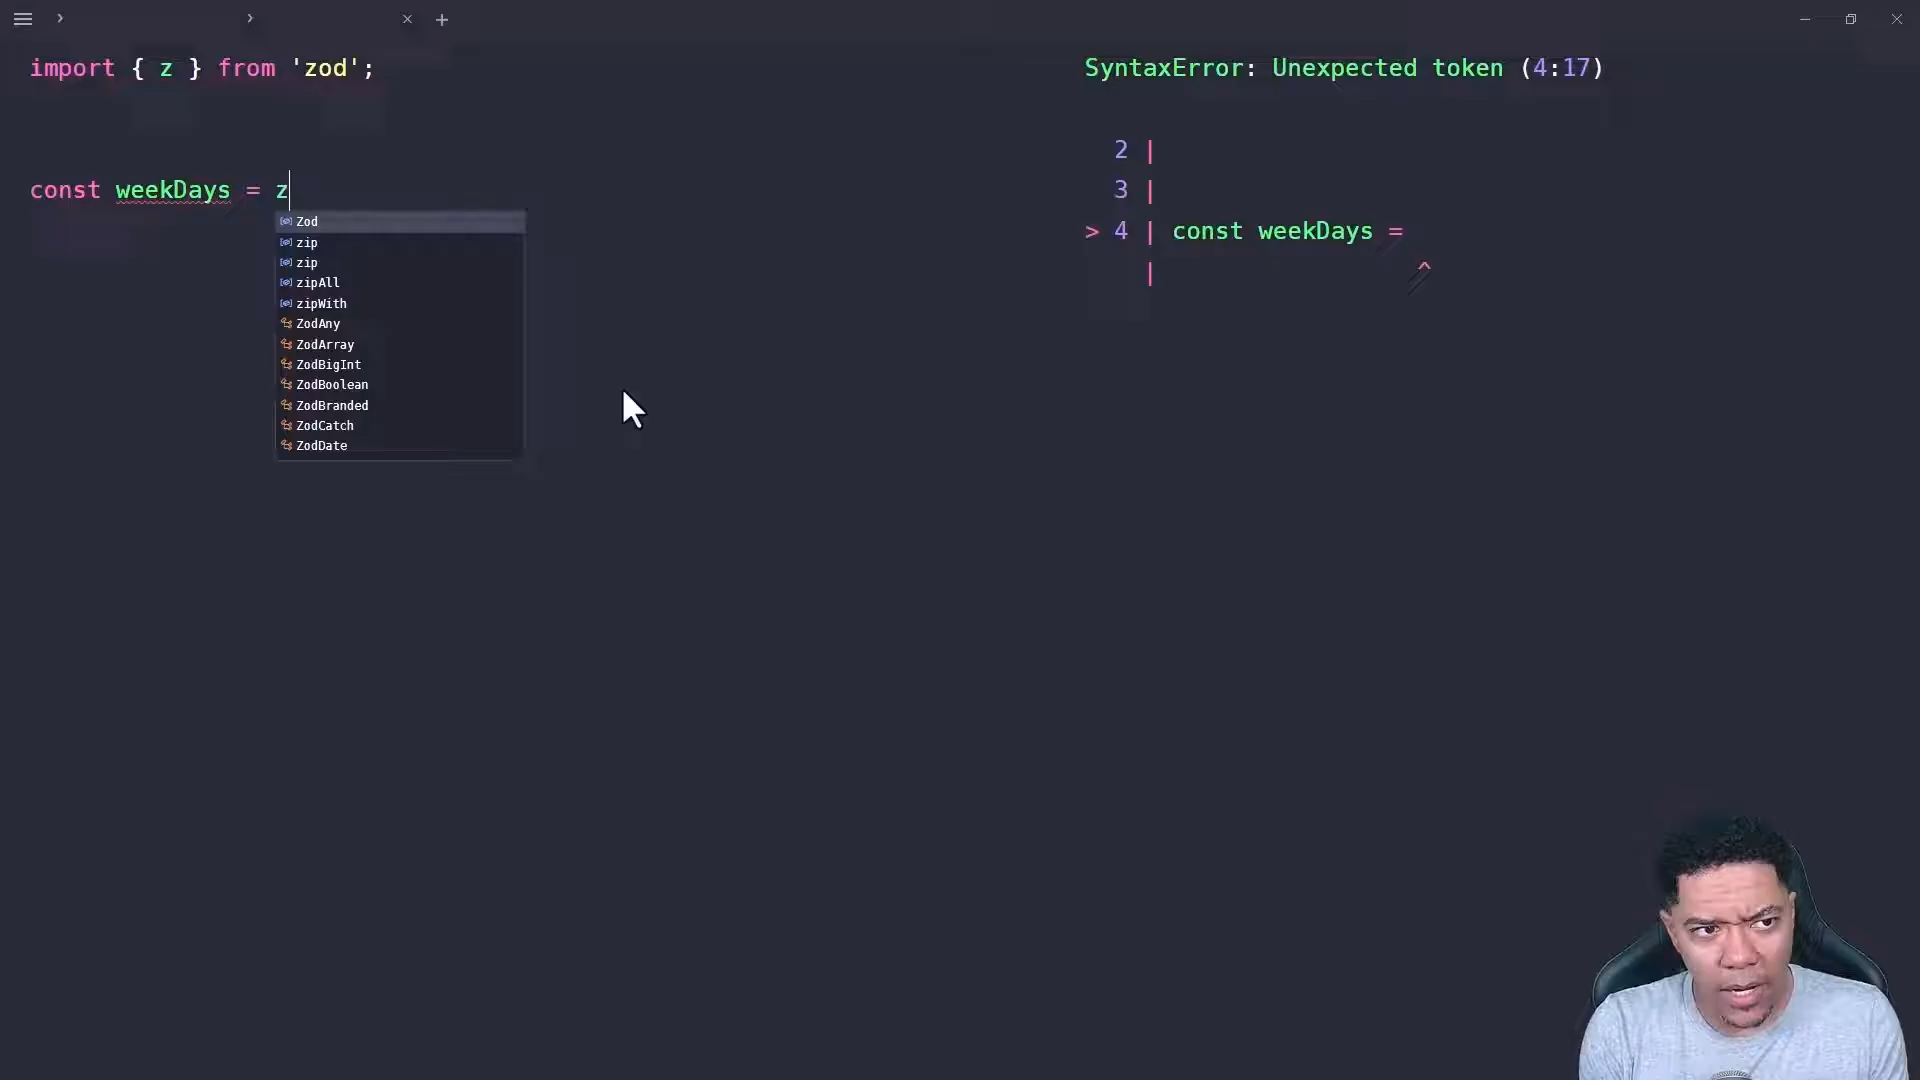 import { z } from 'zod';
const weekDays = z
Zod
zip
zip
zipAll
zipWith
ZodAny
ZodArray
ZodBigInt
ZodBoolean
ZodBranded
ZodCatch
ZodDate
SyntaxError: Unexpected token (4:17)
2 |
3 |
> 4 | const weekDays =
| ^